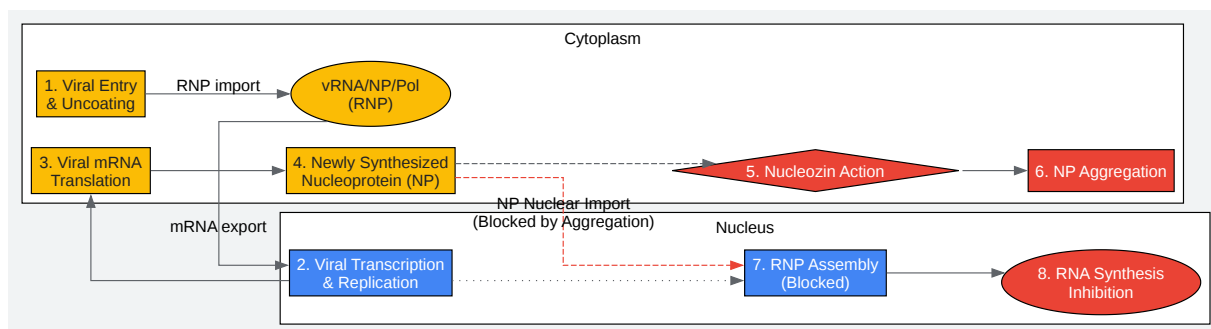 Cytoplasm
1. Viral Entry
& Uncoating
RNP import
vRNA/NP/Pol
(RNP)
3. Viral mRNA
Translation
4. Newly Synthesized
Nucleoprotein (NP)
5. Nucleozin Action
6. NP Aggregation
NP Nuclear Import
(Blocked by Aggregation)
mRNA export
Nucleus
2. Viral Transcription
& Replication
7. RNP Assembly
(Blocked)
8. RNA Synthesis
Inhibition